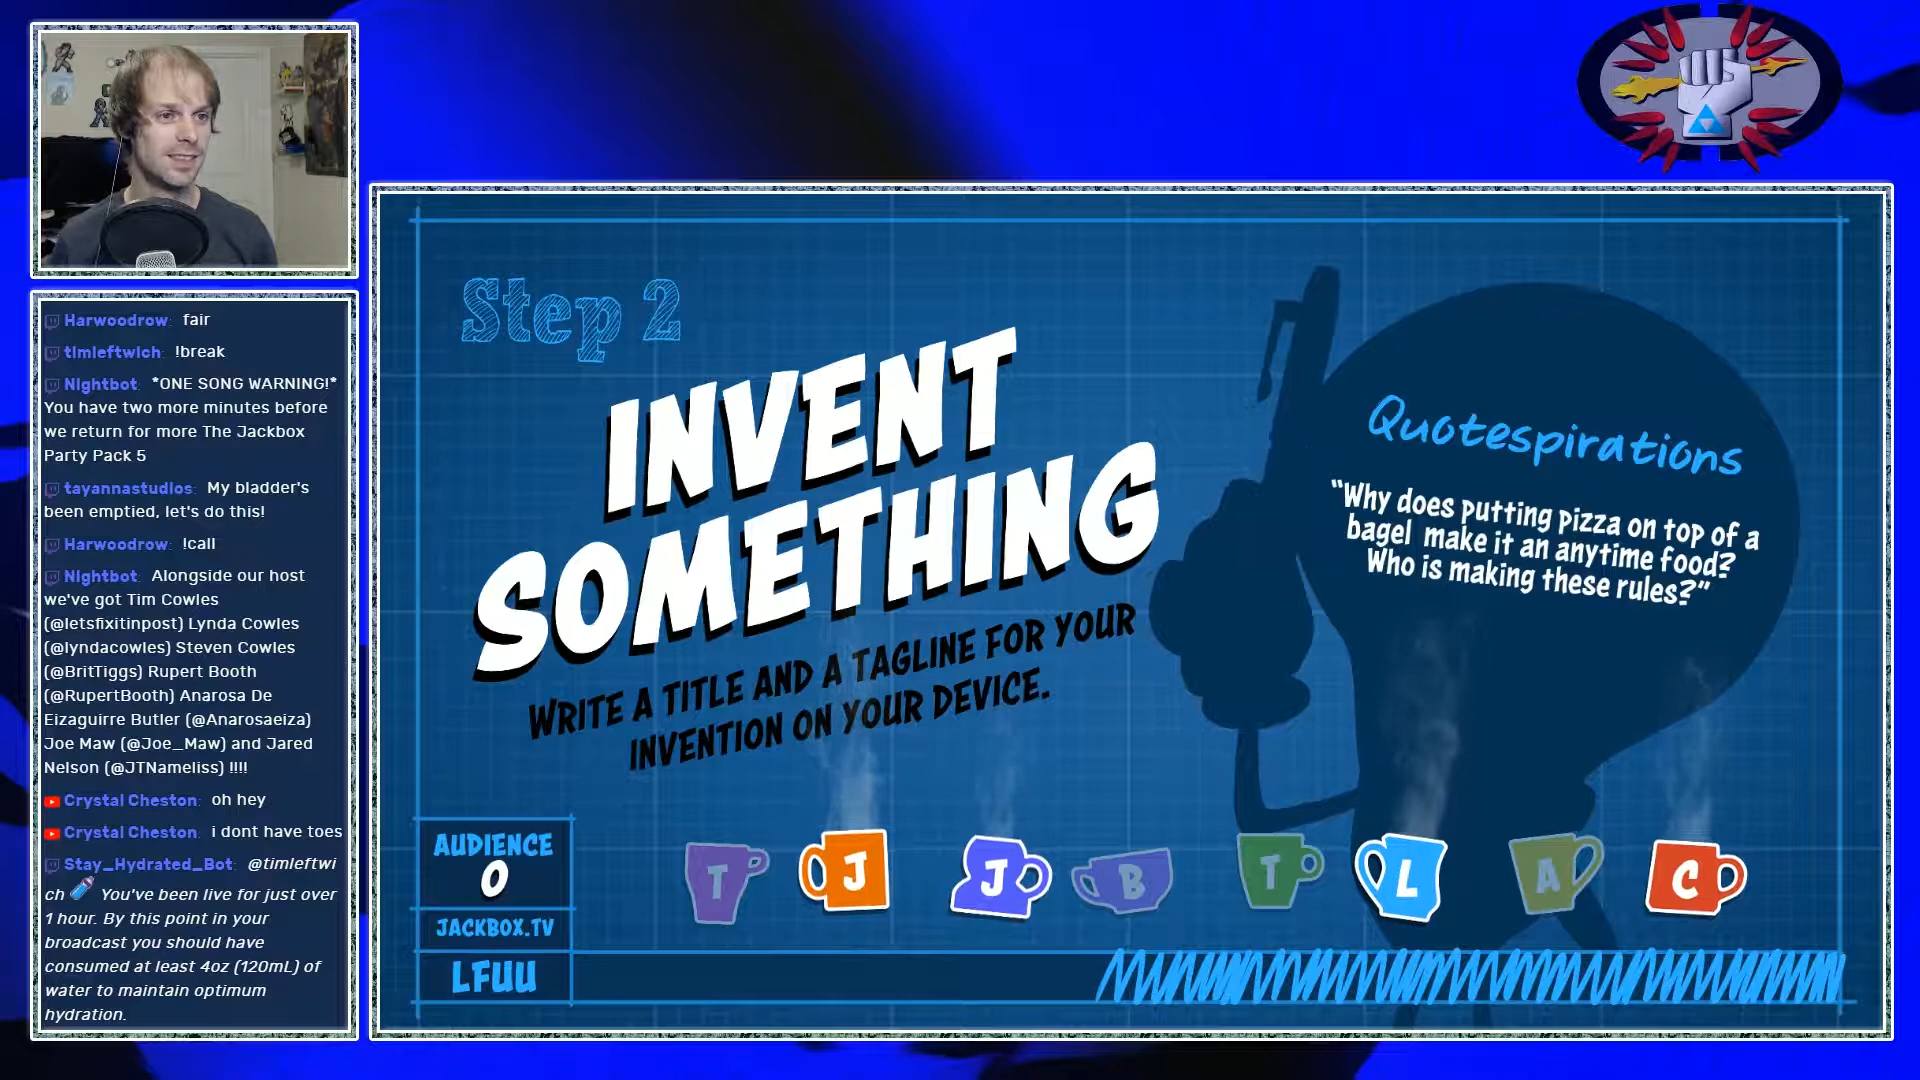 Harwoodrow: fair
timleftwich: !break
Nightbot: *ONE SONG WARNING!*
You have two more minutes before
we return for more The Jackbox
Party Pack 5
tayannastudios: My bladder's
been emptied, let's do this!
Harwoodrow: !call
Nightbot: Alongside our host
we've got Tim Cowles
(@letsfixitinpost) Lynda Cowles
(@lyndacowles) Steven Cowles
(@BritTiggs) Rupert Booth
(@RupertBooth) Anarosa De
Eizaguirre Butler (@Anarosaeiza)
Joe Maw (@Joe_Maw) and Jared
Nelson (@JTNameliss) !!!!
Crystal Cheston: oh hey
Crystal Cheston: i dont have toes
Stay_Hydrated_Bot: @timleftwi
ch You've been live for just over
1 hour. By this point in your
broadcast you should have
consumed at least 4oz (120mL) of
water to maintain optimum
hydration.
Step 2
INVENT
SOMETHING
WRITE A TITLE AND A TAGLINE FOR YOUR
INVENTION ON YOUR DEVICE.
Quotespirations
"Why does putting pizza on top of a
bagel make it an anytime food?
Who is making these rules?"
AUDIENCE
0
JACKBOX.TV
LFUU
T J J B T L A C